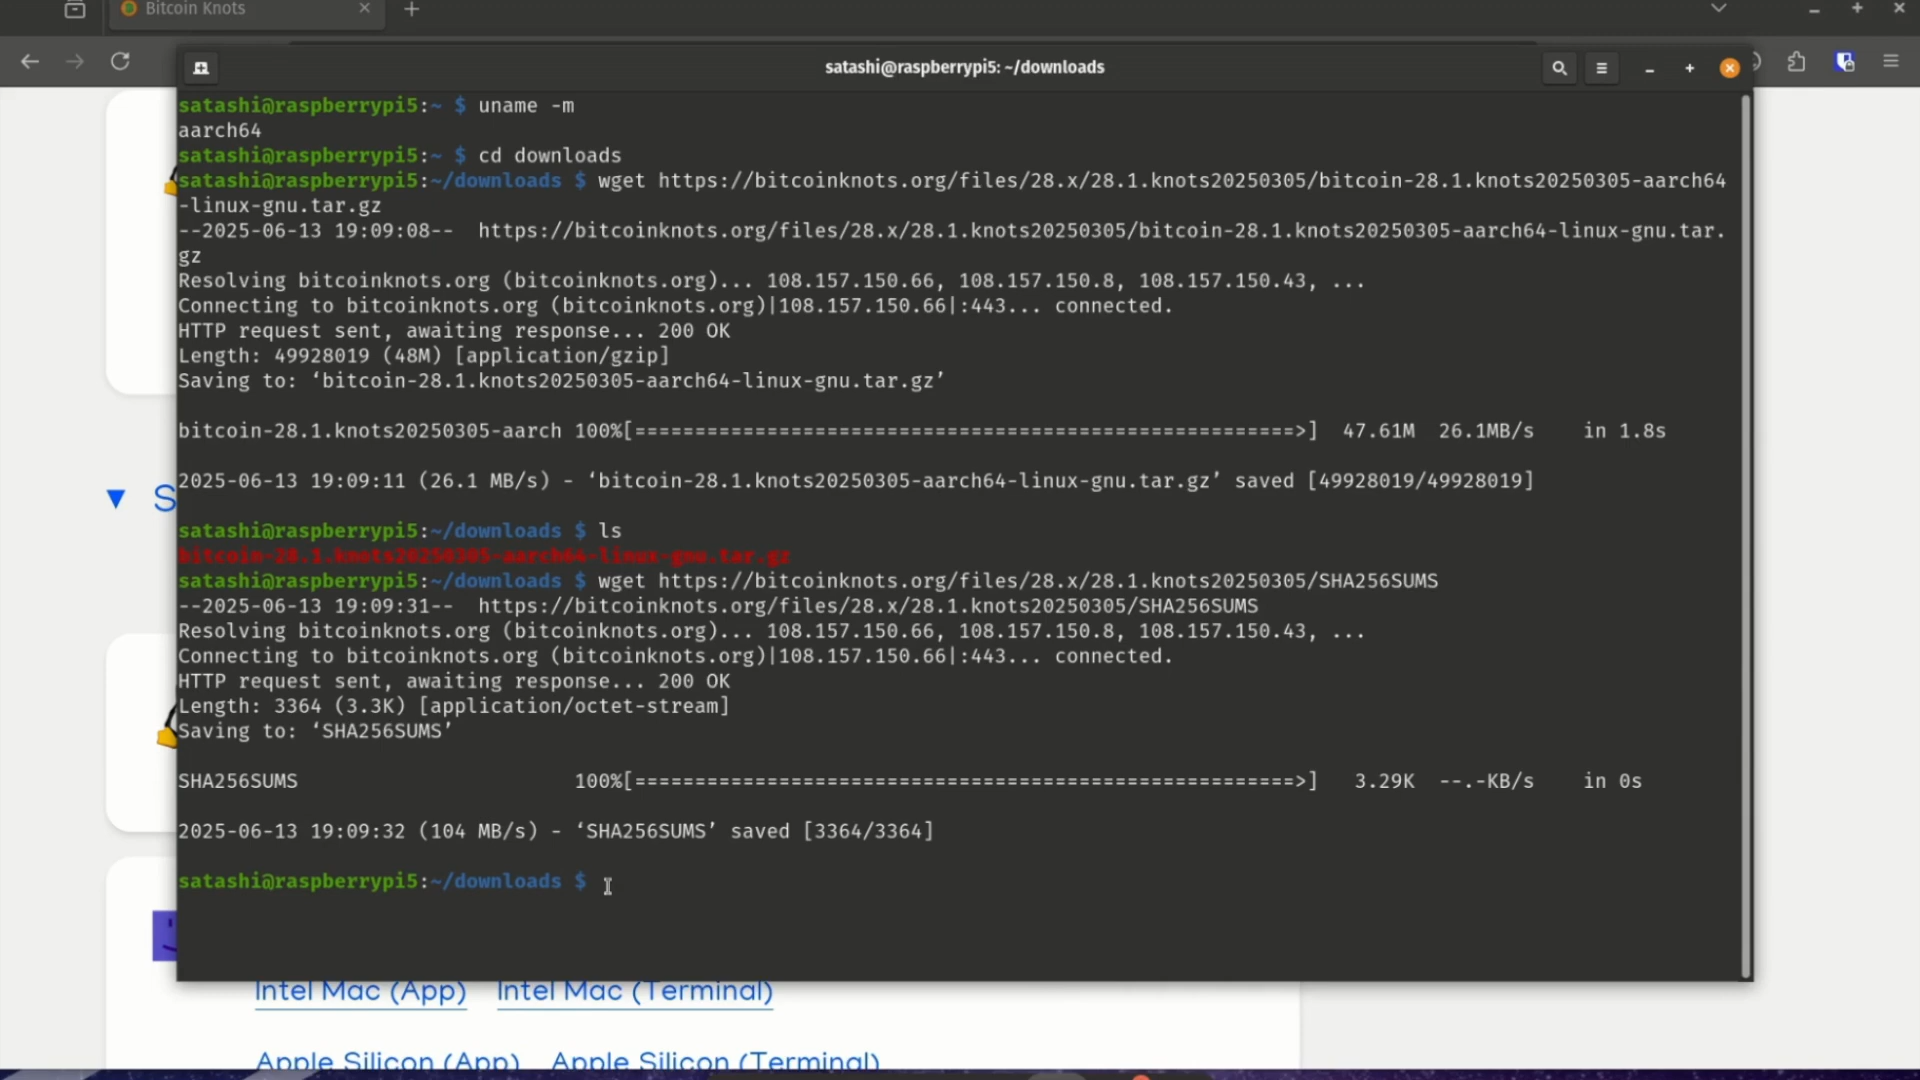 Bitcoin Knots
satashi@raspberrypi5: ~/downloads
satashi@raspberrypi5:~ $ uname -m
aarch64
satashi@raspberrypi5:~ $ cd downloads
satashi@raspberrypi5:~/downloads $ wget https://bitcoinknots.org/files/28.x/28.1.knots20250305/bitcoin-28.1.knots20250305-aarch64
-linux-gnu.tar.gz
--2025-06-13 19:09:08--  https://bitcoinknots.org/files/28.x/28.1.knots20250305/bitcoin-28.1.knots20250305-aarch64-linux-gnu.tar.
gz
Resolving bitcoinknots.org (bitcoinknots.org)... 108.157.150.66, 108.157.150.8, 108.157.150.43, ...
Connecting to bitcoinknots.org (bitcoinknots.org)|108.157.150.66|:443... connected.
HTTP request sent, awaiting response... 200 OK
Length: 49928019 (48M) [application/gzip]
Saving to: ‘bitcoin-28.1.knots20250305-aarch64-linux-gnu.tar.gz’
bitcoin-28.1.knots20250305-aarch 100%[=======================================================>]  47.61M  26.1MB/s    in 1.8s
2025-06-13 19:09:11 (26.1 MB/s) - ‘bitcoin-28.1.knots20250305-aarch64-linux-gnu.tar.gz’ saved [49928019/49928019]
satashi@raspberrypi5:~/downloads $ ls
bitcoin-28.1.knots20250305-aarch64-linux-gnu.tar.gz
satashi@raspberrypi5:~/downloads $ wget https://bitcoinknots.org/files/28.x/28.1.knots20250305/SHA256SUMS
--2025-06-13 19:09:31--  https://bitcoinknots.org/files/28.x/28.1.knots20250305/SHA256SUMS
Resolving bitcoinknots.org (bitcoinknots.org)... 108.157.150.66, 108.157.150.8, 108.157.150.43, ...
Connecting to bitcoinknots.org (bitcoinknots.org)|108.157.150.66|:443... connected.
HTTP request sent, awaiting response... 200 OK
Length: 3364 (3.3K) [application/octet-stream]
Saving to: ‘SHA256SUMS’
SHA256SUMS                       100%[=======================================================>]   3.29K  --.-KB/s    in 0s
2025-06-13 19:09:32 (104 MB/s) - ‘SHA256SUMS’ saved [3364/3364]
satashi@raspberrypi5:~/downloads $
Intel Mac (App)  Intel Mac (Terminal)
Apple Silicon (App)  Apple Silicon (Terminal)